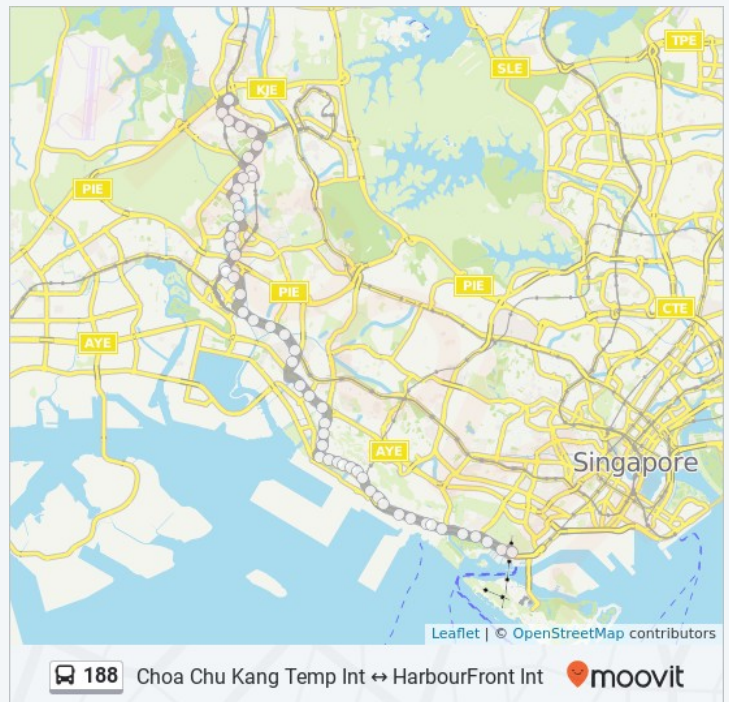 TPE
SLE
KJE
PIE
PIE
PIE
CTE
AYE
AYE
Singapore
Leaflet | © OpenStreetMap contributors
188 Choa Chu Kang Temp Int ↔ HarbourFront Int moovit